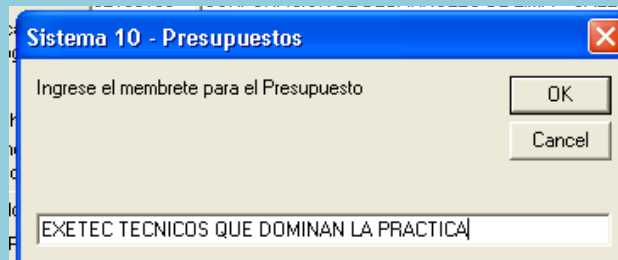 Sistema 10 - Presupuestos
Ingrese el membrete para el Presupuesto
OK
Cancel
EXETEC TECNICOS QUE DOMINAN LA PRACTICA